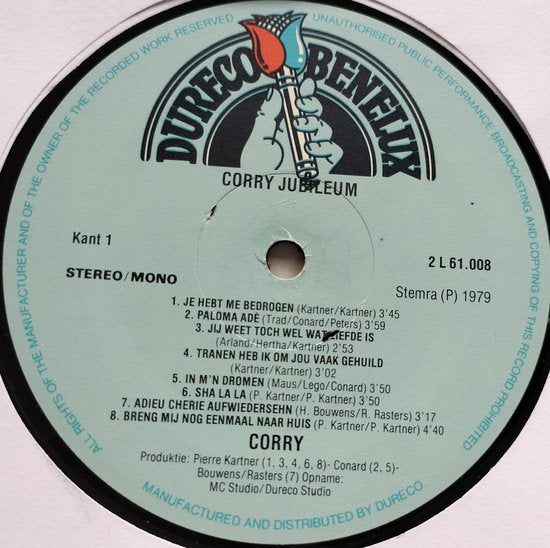 ALL RIGHTS OF THE MANUFACTURER AND OF THE OWNER OF THE RECORDED WORK RESERVED
UNAUTHORISED PUBLIC PERFORMANCE BROADCASTING AND COPYING OF THIS RECORD PROHIBITED
DURECO BENELUX
CORRY JUBILEUM
Kant 1
2 L 61.008
STEREO/MONO
Stemra (P) 1979
1. JE HEBT ME BEDROGEN (Kartner/Kartner) 3'45
2. PALOMA ADÉ (Trad/Conard/Peters) 3'59
3. JIJ WEET TOCH WEL WAT LIEFDE IS
(Arland/Hertha/Kartner) 2'53
4. TRANEN HEB IK OM JOU VAAK GEHUILD
(Kartner/Kartner) 3'02
5. IN M'N DROMEN (Maus/Lego/Conard) 3'50
6. SHA LA LA (P. Kartner/P. Kartner) 3'50
7. ADIEU CHERIE AUFWIEDERSEHN (H. Bouwens/R. Rasters) 3'17
8. BRENG MIJ NOG EENMAAL NAAR HUIS (P. Kartner/P. Kartner) 4'40
CORRY
Produktie: Pierre Kartner (1, 3, 4, 6, 8)- Conard (2, 5)-
Bouwens/Rasters (7) Opname:
MC Studio/Dureco Studio
MANUFACTURED AND DISTRIBUTED BY DURECO.